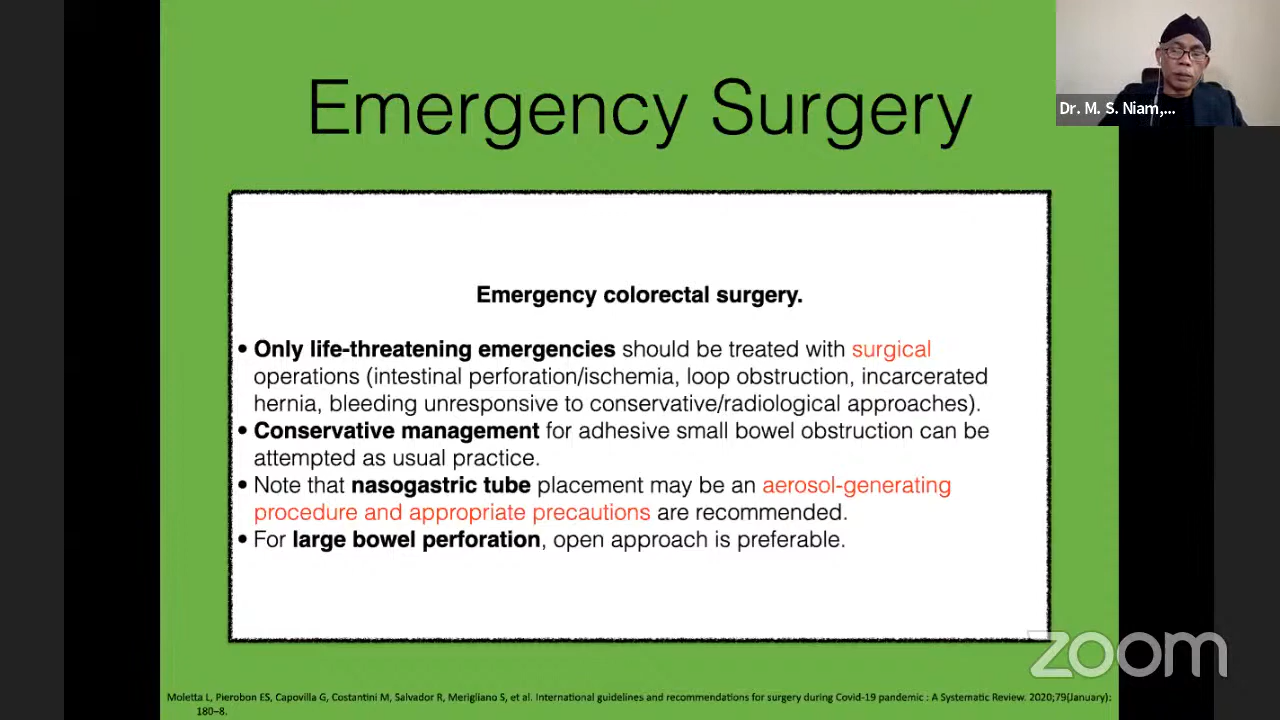 Emergency Surgery
Dr. M. S. Niam,...
Emergency colorectal surgery.
• Only life-threatening emergencies should be treated with surgical
operations (intestinal perforation/ischemia, loop obstruction, incarcerated
hernia, bleeding unresponsive to conservative/radiological approaches).
• Conservative management for adhesive small bowel obstruction can be
attempted as usual practice.
• Note that nasogastric tube placement may be an aerosol-generating
procedure and appropriate precautions are recommended.
• For large bowel perforation, open approach is preferable.
zoom
Moletta L, Pierobon ES, Capovilla G, Costantini M, Salvador R, Merigliano S, et al. International guidelines and recommendations for surgery during Covid-19 pandemic : A Systematic Review. 2020;79(January):
180–8.